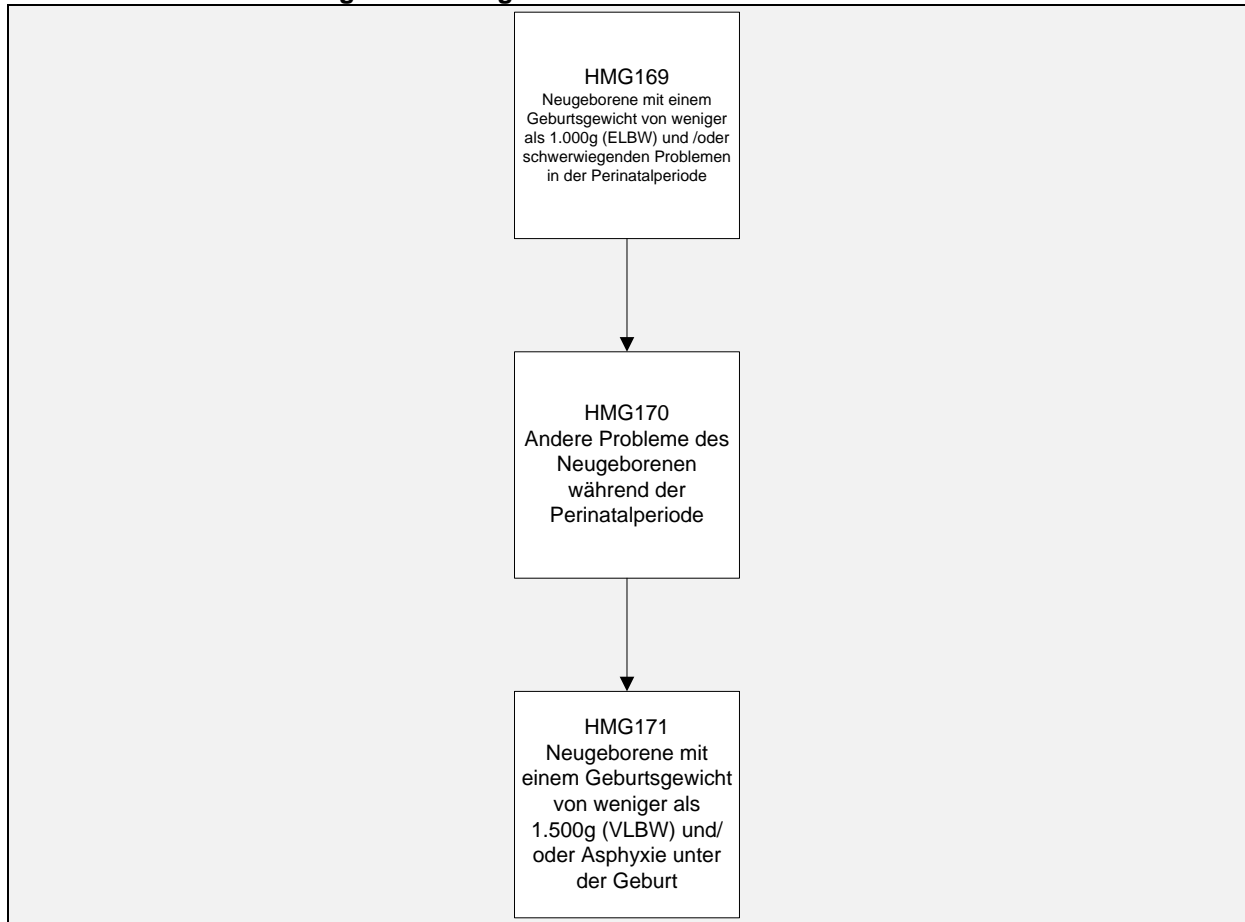 HMG169
Neugeborene mit einem
Geburtsgewicht von weniger
als 1.000g (ELBW) und /oder
schwerwiegenden Problemen
in der Perinatalperiode
HMG170
Andere Probleme des
Neugeborenen
während der
Perinatalperiode
HMG171
Neugeborene mit
einem Geburtsgewicht
von weniger als
1.500g (VLBW) und/
oder Asphyxie unter
der Geburt